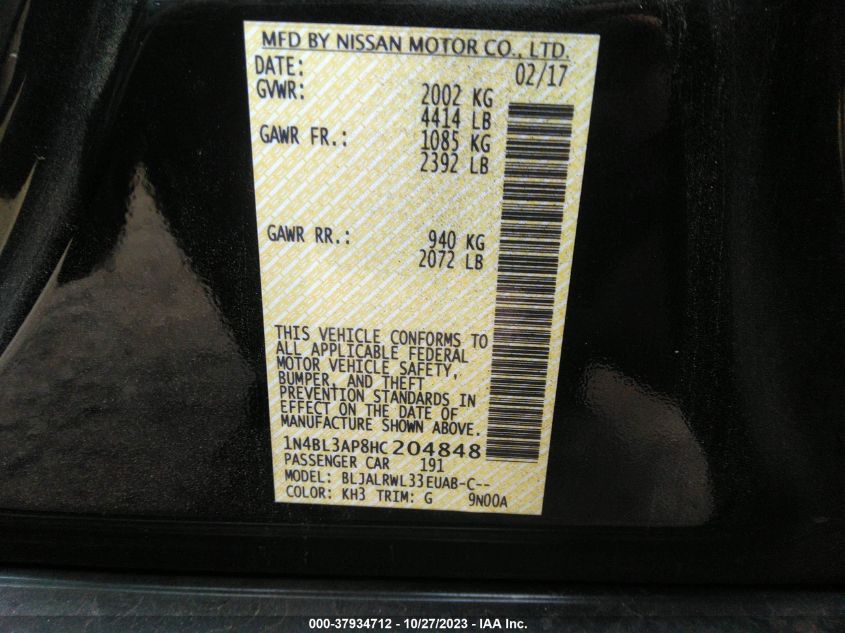 MFD BY NISSAN MOTOR CO., LTD.
DATE: 02/17
GVWR: 2002 KG
4414 LB
GAWR FR.: 1085 KG
2392 LB
GAWR RR.: 940 KG
2072 LB
THIS VEHICLE CONFORMS TO
ALL APPLICABLE FEDERAL
MOTOR VEHICLE SAFETY,
BUMPER, AND THEFT
PREVENTION STANDARDS IN
EFFECT ON THE DATE OF
MANUFACTURE SHOWN ABOVE.
1N4BL3AP8HC204848
PASSENGER CAR 191
MODEL: BLJALRWL33EUAB-C--
COLOR: KH3 TRIM: G 9N00A
000-37934712 / 10/27/2023 - IAA Inc.